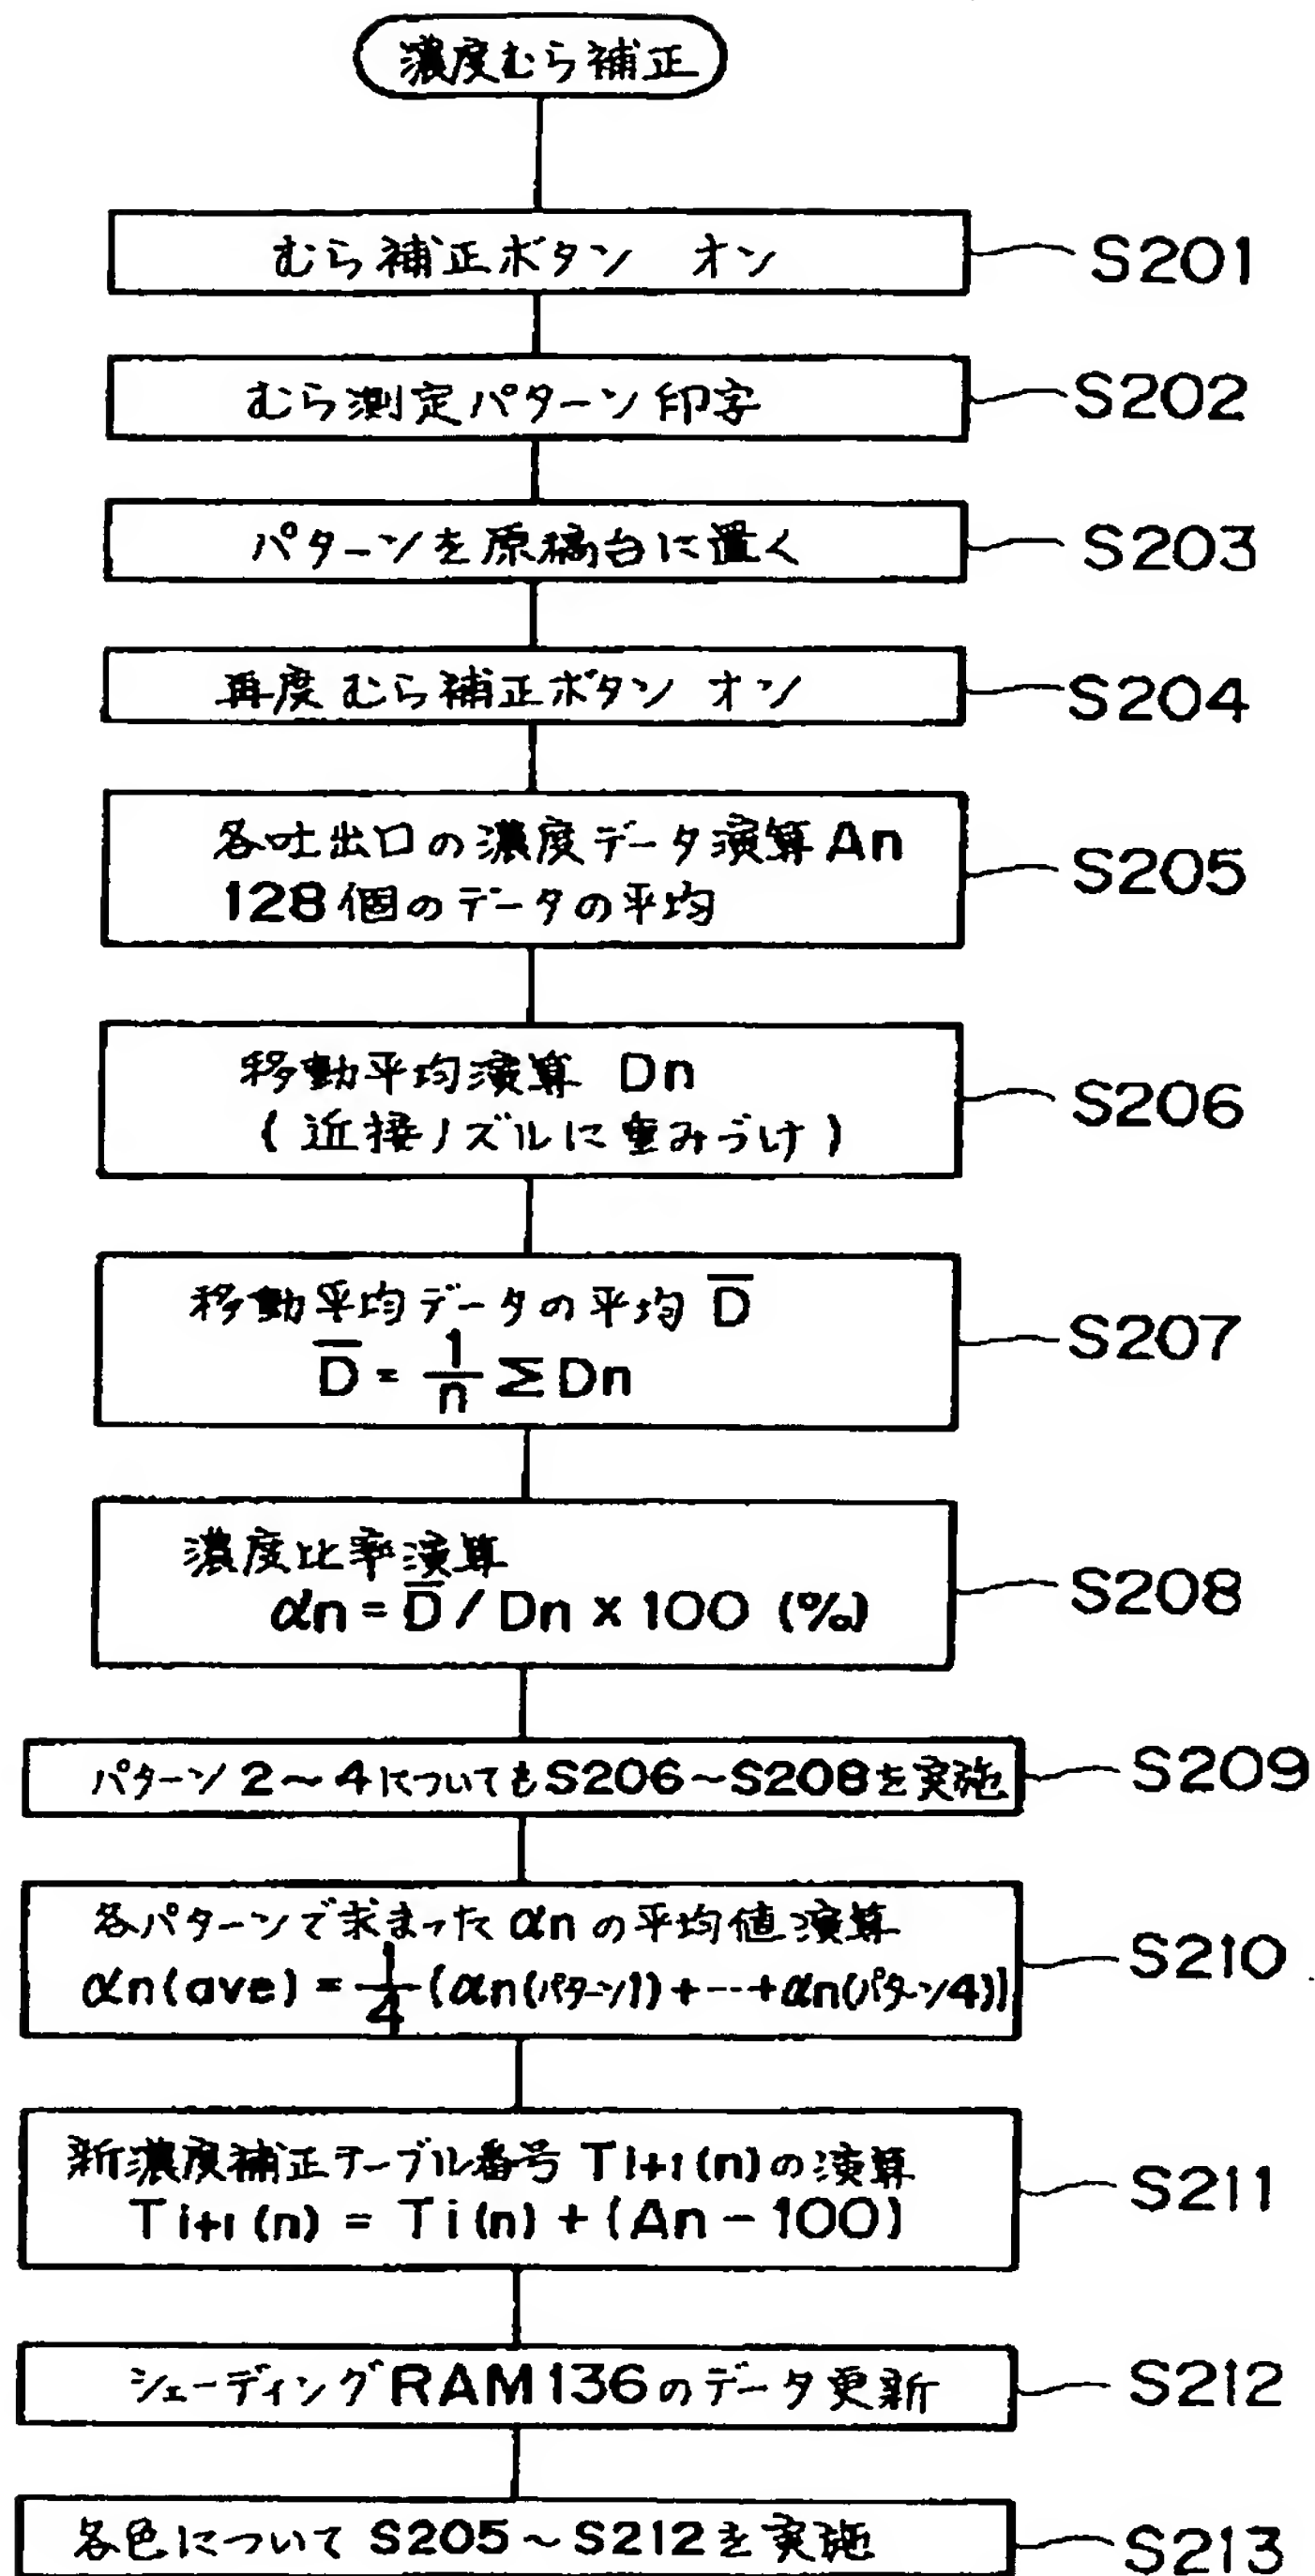 濃度むら補正
むら補正ボタン オン
S201
むら測定パターン印字
S202
パターンを原稿台に置く
S203
再度むら補正ボタン オン
S204
各吐出口の濃度データ演算 An
128個のデータの平均
S205
移動平均演算 Dn
(近接ノズルに重みづけ)
S206
移動平均データの平均 D̅
D̅ = 1/n ΣDn
S207
濃度比率演算
αn = D̅ / Dn × 100 (%)
S208
パターン2〜4についてもS206〜S208を実施
S209
各パターンで求まったαnの平均値演算
αn(ave) = 1/4 {αn(パターン1) + ‥‥ + αn(パターン4)}
S210
新濃度補正テーブル番号 Ti+1(n)の演算
Ti+1(n) = Ti(n) + (An − 100)
S211
シェーディングRAM136のデータ更新
S212
各色について S205〜S212を実施
S213